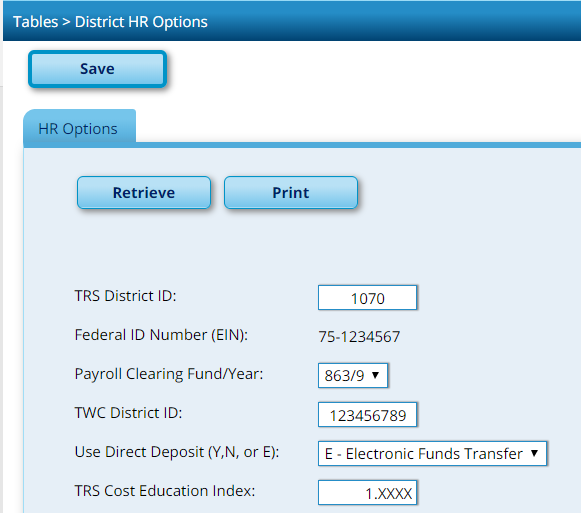 Tables > District HR Options
Save
HR Options
Retrieve Print
TRS District ID: 1070
Federal ID Number (EIN): 75-1234567
Payroll Clearing Fund/Year: 863/9
TWC District ID: 123456789
Use Direct Deposit (Y,N, or E): E - Electronic Funds Transfer
TRS Cost Education Index: 1.XXXX